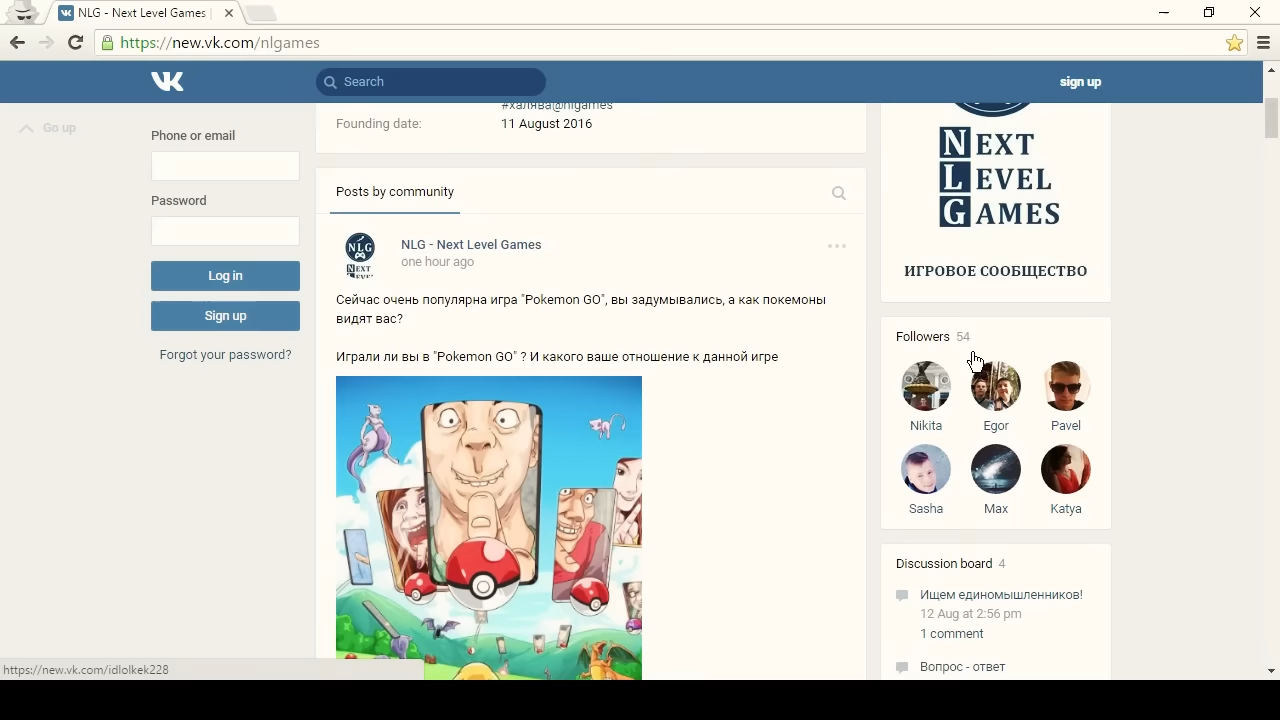 NLG - Next Level Games
https://new.vk.com/nlgames
Search
sign up
Go up
Phone or email
Password
Log in
Sign up
Forgot your password?
#халява@nlgames
Founding date:
11 August 2016
Posts by community
NLG
NEXT
NLG - Next Level Games
one hour ago
Сейчас очень популярна игра "Pokemon GO", вы задумывались, а как покемоны
видят вас?
Играли ли вы в "Pokemon GO" ? И какого ваше отношение к данной игре
NEXT
LEVEL
GAMES
ИГРОВОЕ СООБЩЕСТВО
Followers 54
Nikita
Egor
Pavel
Sasha
Max
Katya
Discussion board 4
Ищем единомышленников!
12 Aug at 2:56 pm
1 comment
Вопрос - ответ
https://new.vk.com/idlolkek228